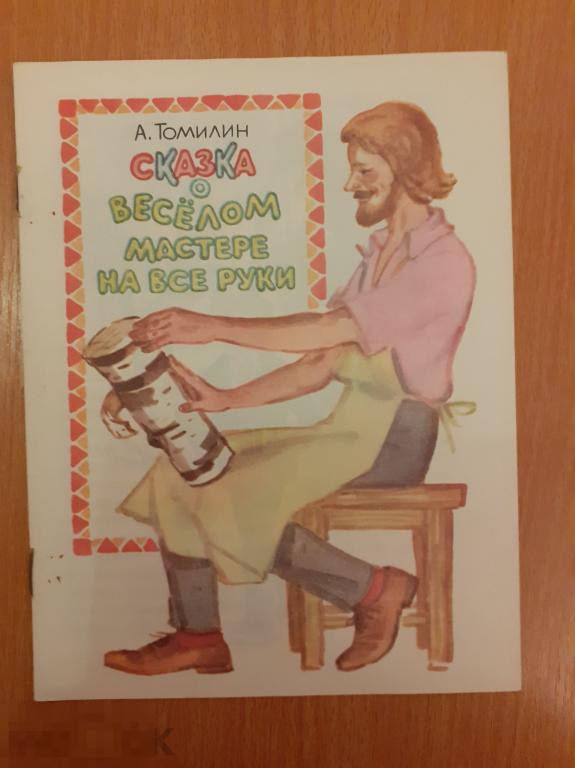 А. Томилин
СКАЗКА
О
ВЕСЁЛОМ
МАСТЕРЕ
НА ВСЕ РУКИ